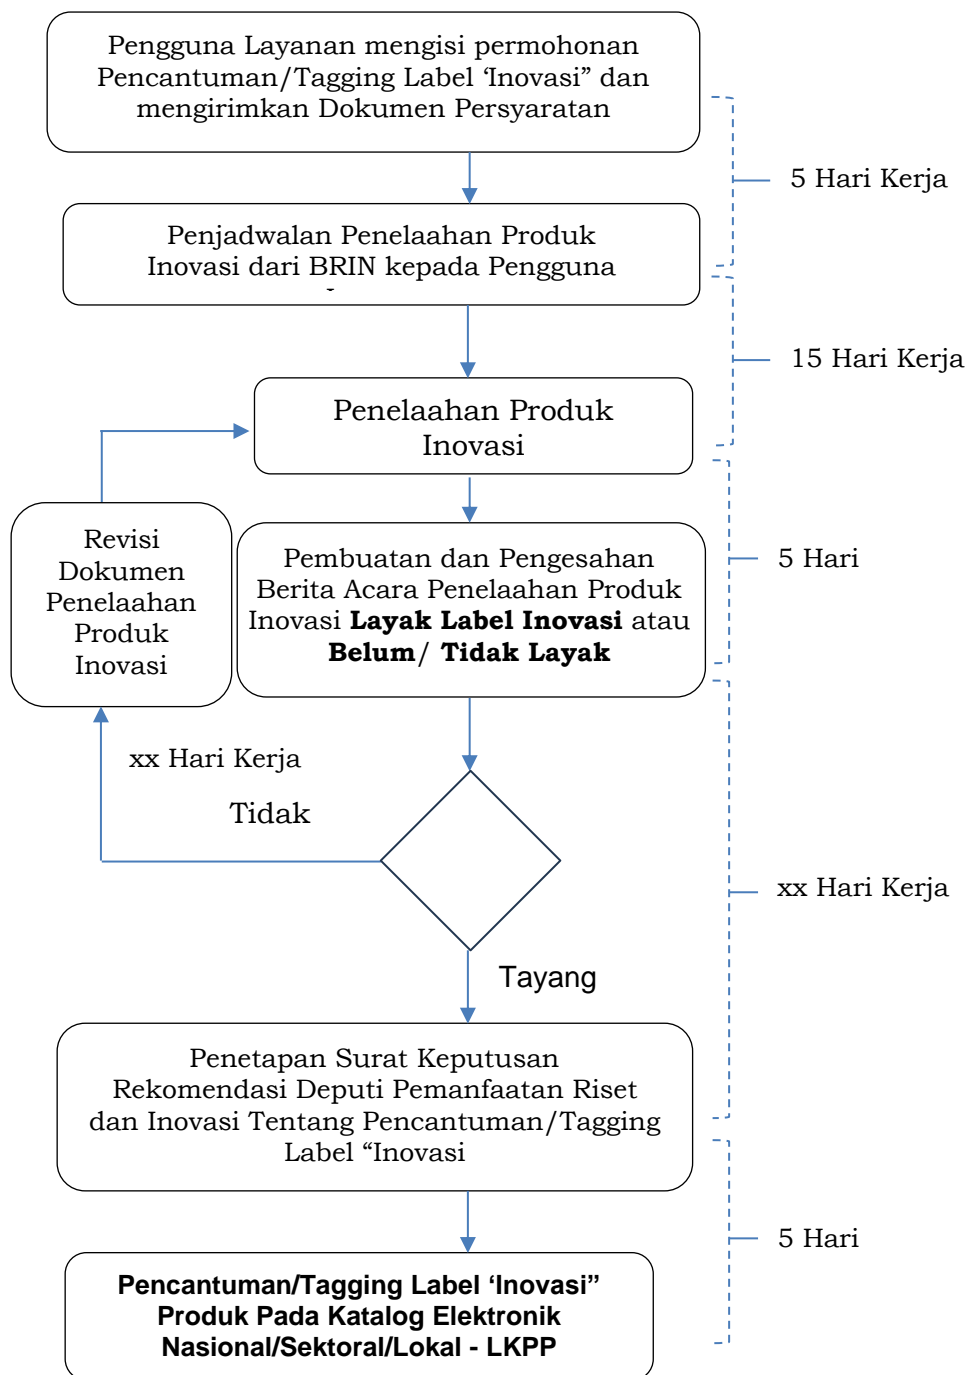 Pengguna Layanan mengisi permohonan
Pencantuman/Tagging Label ‘Inovasi” dan
mengirimkan Dokumen Persyaratan
5 Hari Kerja
Penjadwalan Penelaahan Produk
Inovasi dari BRIN kepada Pengguna
15 Hari Kerja
Penelaahan Produk
Inovasi
Revisi
Dokumen
Penelaahan
Produk
Inovasi
Pembuatan dan Pengesahan
Berita Acara Penelaahan Produk
Inovasi Layak Label Inovasi atau
Belum/ Tidak Layak
5 Hari
xx Hari Kerja
Tidak
xx Hari Kerja
Tayang
Penetapan Surat Keputusan
Rekomendasi Deputi Pemanfaatan Riset
dan Inovasi Tentang Pencantuman/Tagging
Label “Inovasi
5 Hari
Pencantuman/Tagging Label ‘Inovasi”
Produk Pada Katalog Elektronik
Nasional/Sektoral/Lokal - LKPP